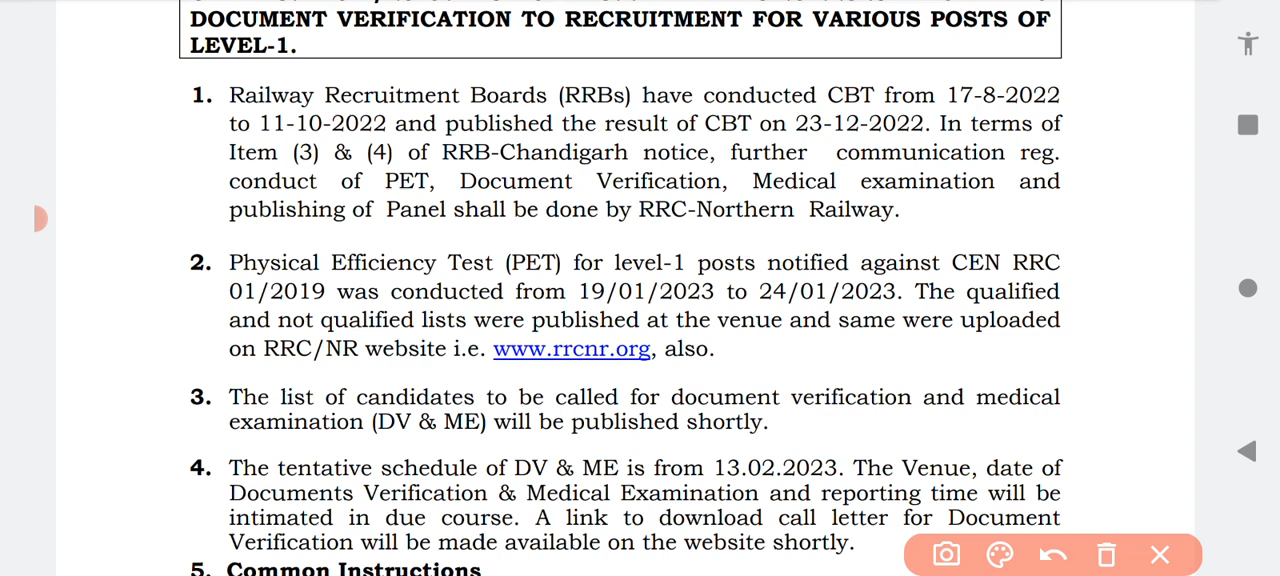 DOCUMENT VERIFICATION TO RECRUITMENT FOR VARIOUS POSTS OF
LEVEL-1.
1. Railway Recruitment Boards (RRBs) have conducted CBT from 17-8-2022
to 11-10-2022 and published the result of CBT on 23-12-2022. In terms of
Item (3) & (4) of RRB-Chandigarh notice, further communication reg.
conduct of PET, Document Verification, Medical examination and
publishing of Panel shall be done by RRC-Northern Railway.
2. Physical Efficiency Test (PET) for level-1 posts notified against CEN RRC
01/2019 was conducted from 19/01/2023 to 24/01/2023. The qualified
and not qualified lists were published at the venue and same were uploaded
on RRC/NR website i.e. www.rrcnr.org, also.
3. The list of candidates to be called for document verification and medical
examination (DV & ME) will be published shortly.
4. The tentative schedule of DV & ME is from 13.02.2023. The Venue, date of
Documents Verification & Medical Examination and reporting time will be
intimated in due course. A link to download call letter for Document
Verification will be made available on the website shortly.
5. Common Instructions